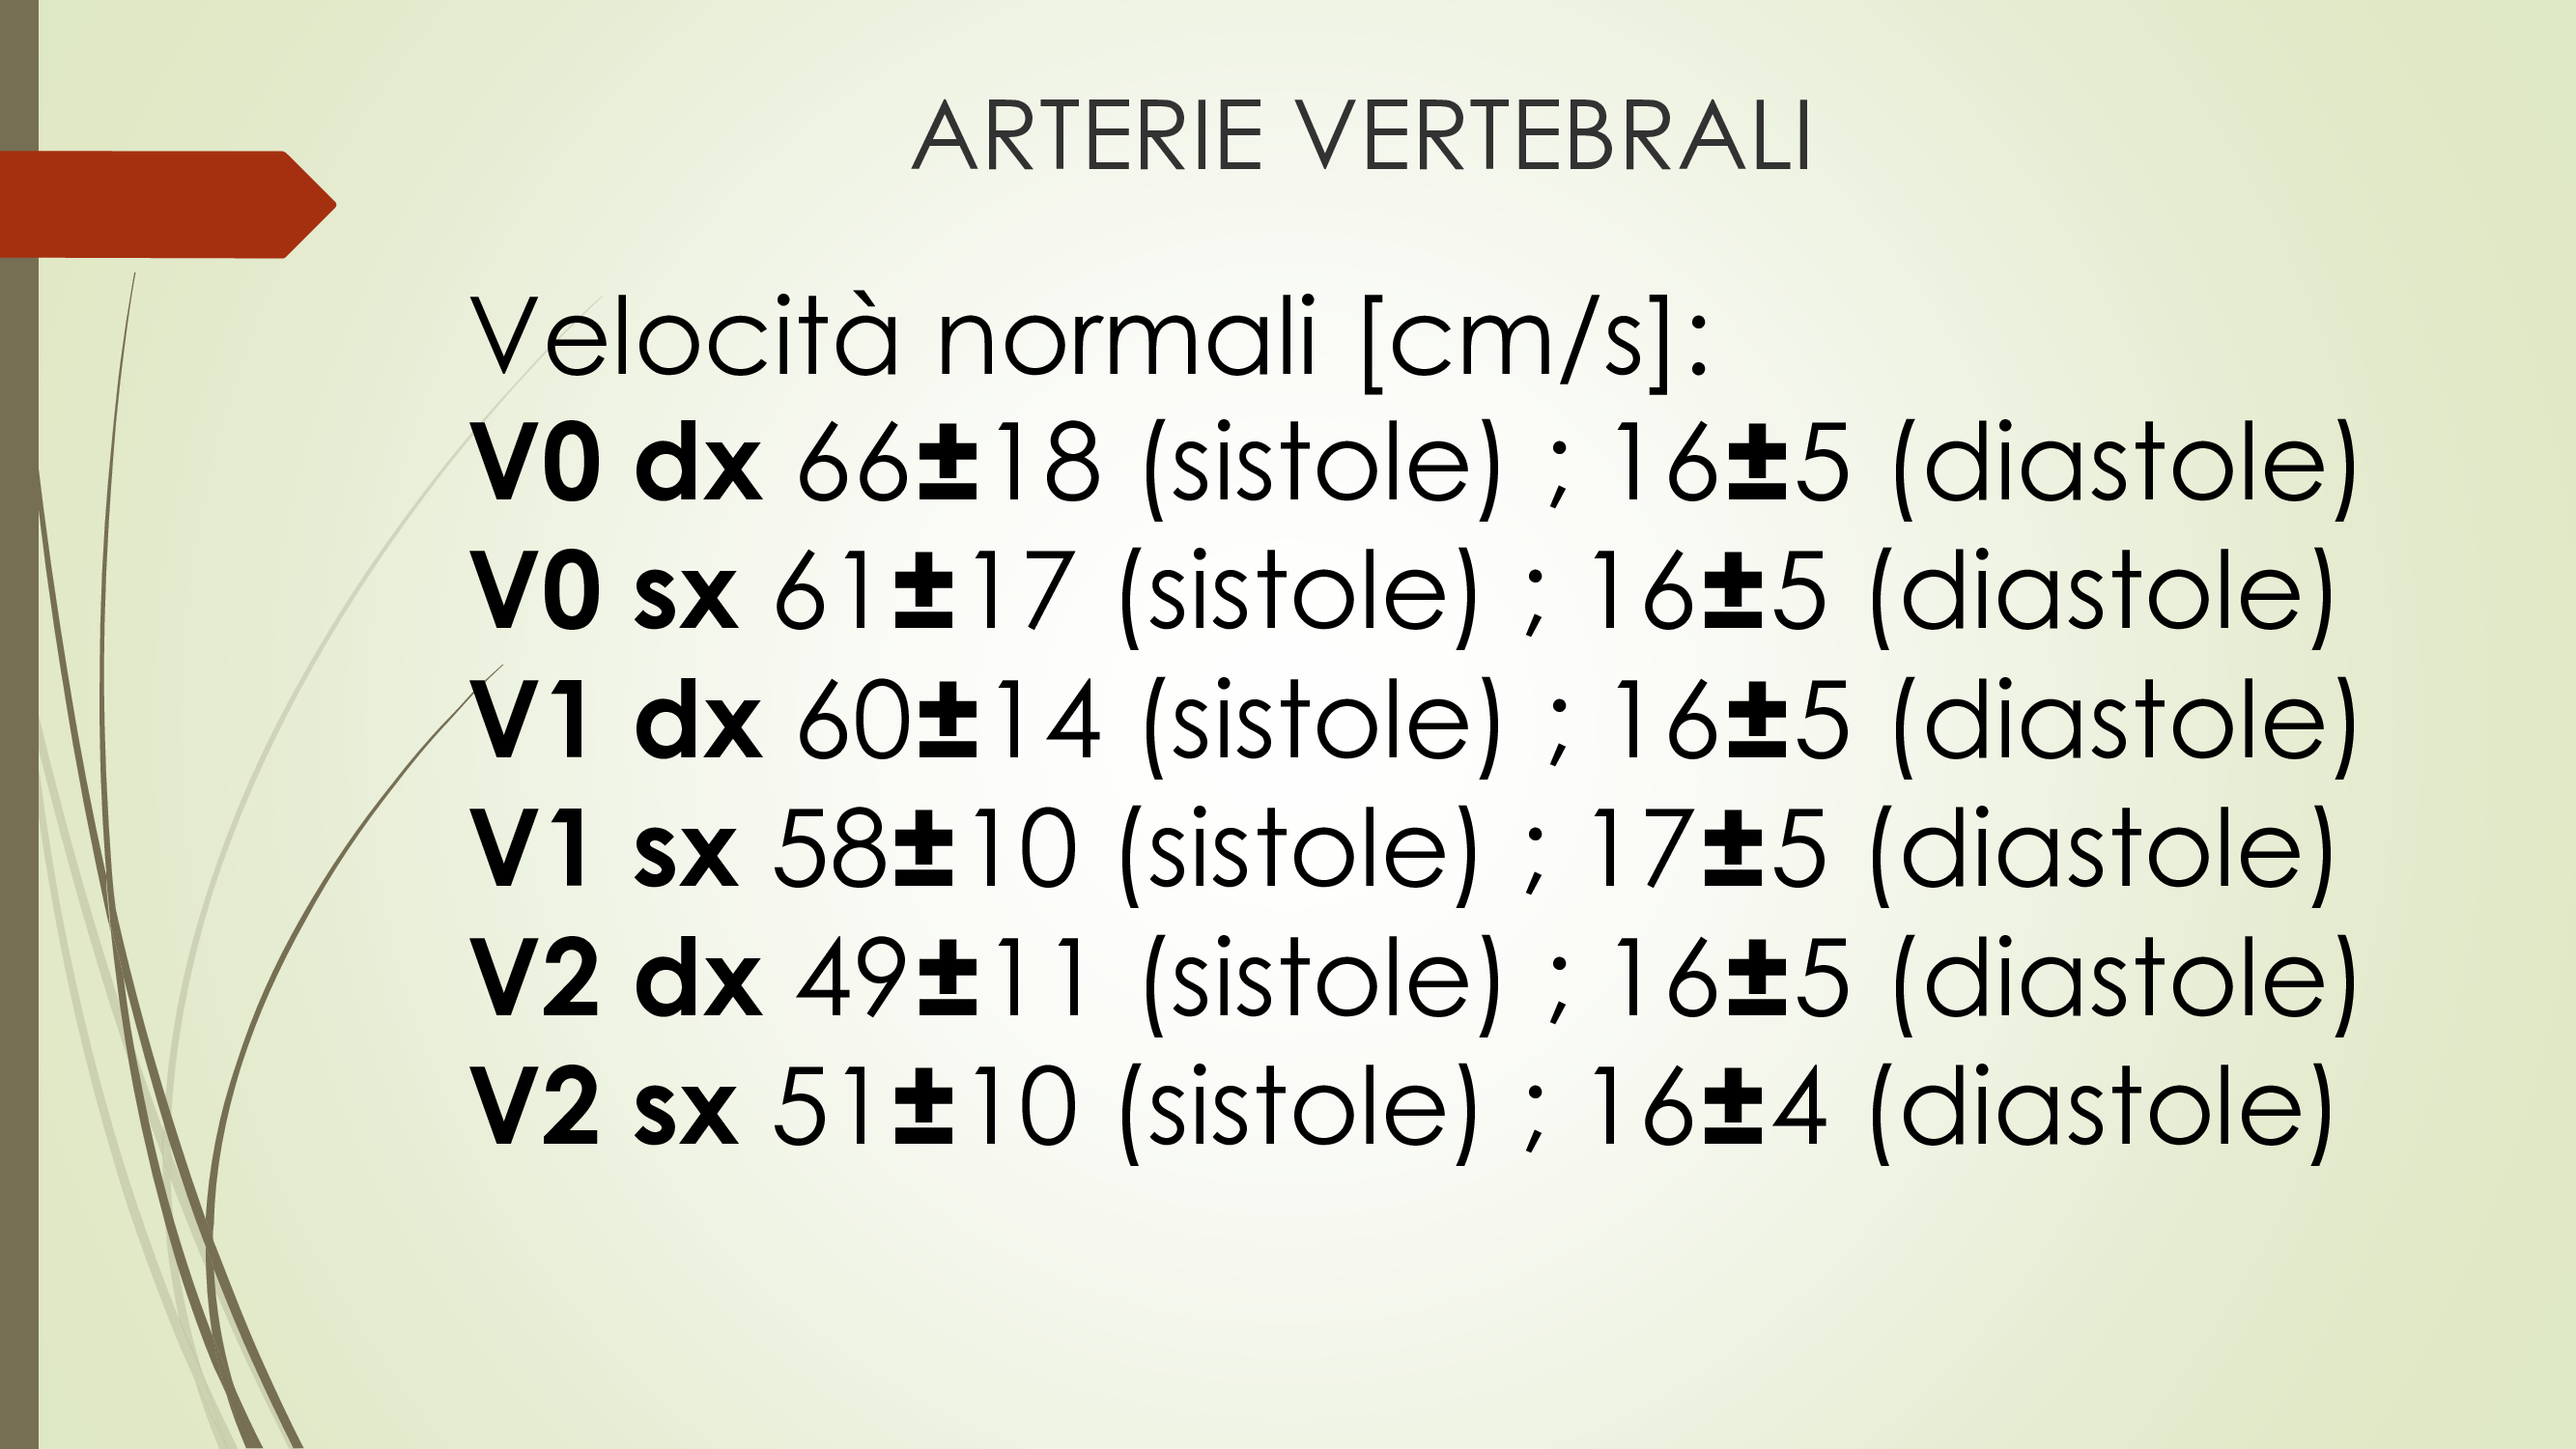 ARTERIE VERTEBRALI
Velocità normali [cm/s]:
V0 dx 66±18 (sistole) ; 16±5 (diastole)
V0 sx 61±17 (sistole) ; 16±5 (diastole)
V1 dx 60±14 (sistole) ; 16±5 (diastole)
V1 sx 58±10 (sistole) ; 17±5 (diastole)
V2 dx 49±11 (sistole) ; 16±5 (diastole)
V2 sx 51±10 (sistole) ; 16±4 (diastole)